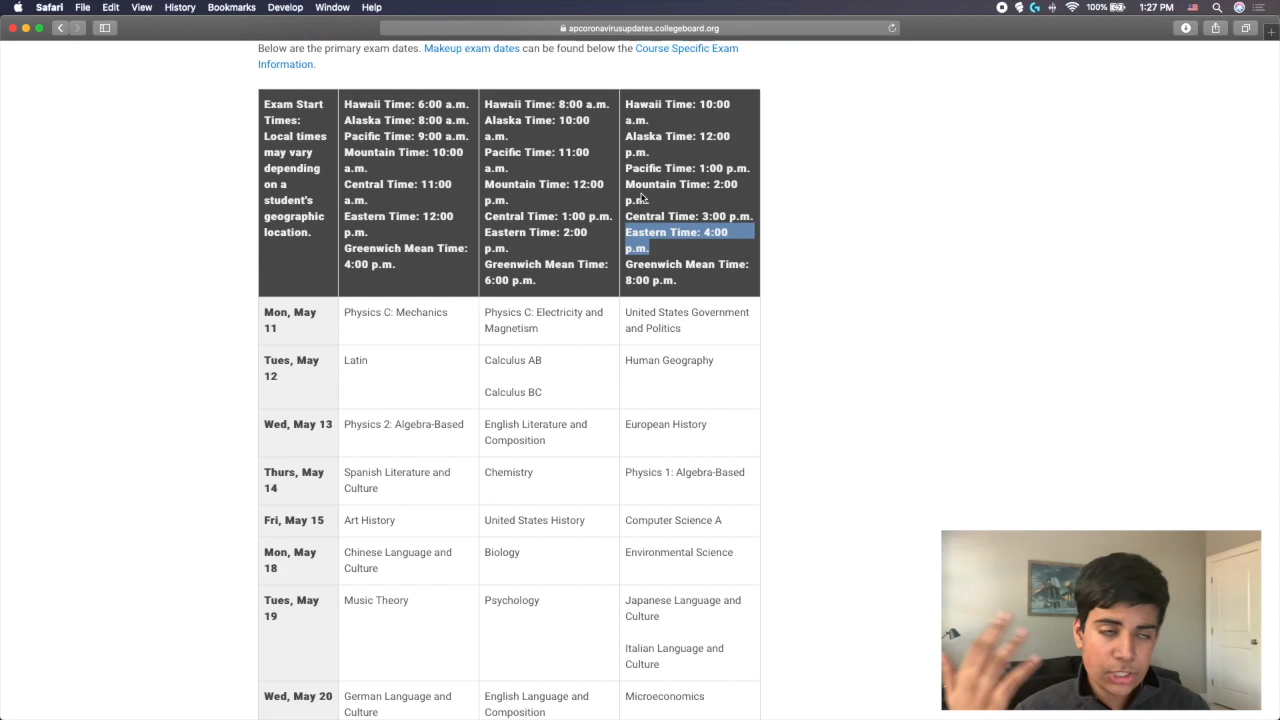 Safari File Edit View History Bookmarks Develop Window Help 100% 1:27 PM
apcoronavirusupdates.collegeboard.org
Below are the primary exam dates. Makeup exam dates can be found below the Course Specific Exam
Information.
Exam Start
Times:
Local times
may vary
depending
on a
student's
geographic
location.
Hawaii Time: 6:00 a.m.
Alaska Time: 8:00 a.m.
Pacific Time: 9:00 a.m.
Mountain Time: 10:00
a.m.
Central Time: 11:00
a.m.
Eastern Time: 12:00
p.m.
Greenwich Mean Time:
4:00 p.m.
Hawaii Time: 8:00 a.m.
Alaska Time: 10:00
a.m.
Pacific Time: 11:00
a.m.
Mountain Time: 12:00
p.m.
Central Time: 1:00 p.m.
Eastern Time: 2:00
p.m.
Greenwich Mean Time:
6:00 p.m.
Hawaii Time: 10:00
a.m.
Alaska Time: 12:00
p.m.
Pacific Time: 1:00 p.m.
Mountain Time: 2:00
p.m.
Central Time: 3:00 p.m.
Eastern Time: 4:00
p.m.
Greenwich Mean Time:
8:00 p.m.
Mon, May
11
Physics C: Mechanics
Physics C: Electricity and
Magnetism
United States Government
and Politics
Tues, May
12
Latin
Calculus AB
Calculus BC
Human Geography
Wed, May 13
Physics 2: Algebra-Based
English Literature and
Composition
European History
Thurs, May
14
Spanish Literature and
Culture
Chemistry
Physics 1: Algebra-Based
Fri, May 15
Art History
United States History
Computer Science A
Mon, May
18
Chinese Language and
Culture
Biology
Environmental Science
Tues, May
19
Music Theory
Psychology
Japanese Language and
Culture
Italian Language and
Culture
Wed, May 20
German Language and
Culture
English Language and
Composition
Microeconomics